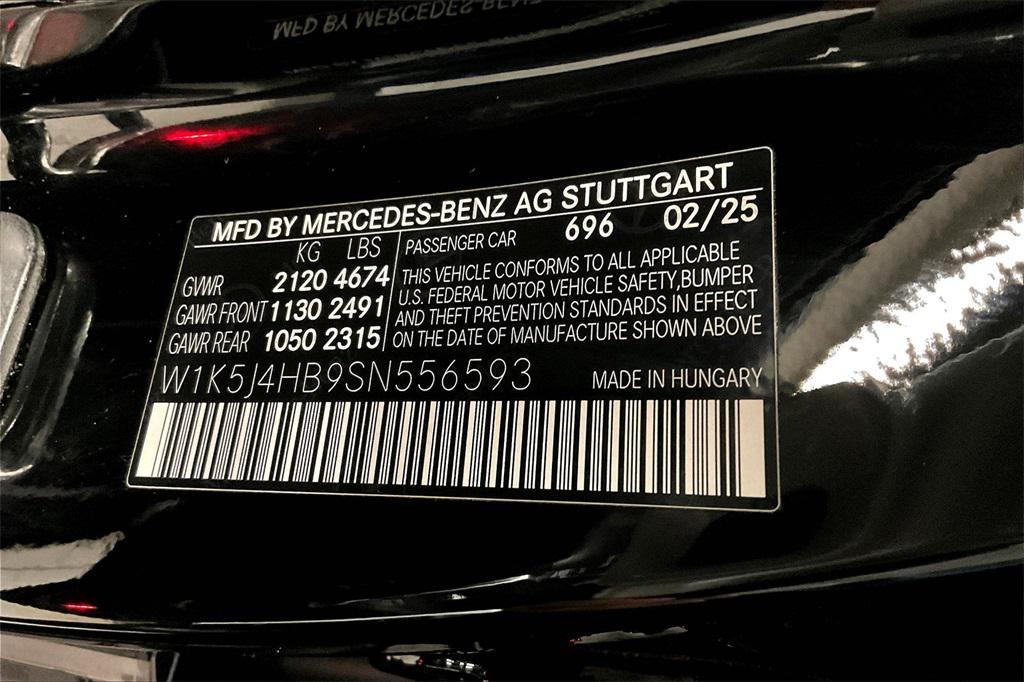 MFD BY MERCEDES-BENZ
MFD BY MERCEDES-BENZ AG STUTTGART
KG LBS
GVWR 2120 4674
GAWR FRONT 1130 2491
GAWR REAR 1050 2315
PASSENGER CAR 696 02/25
THIS VEHICLE CONFORMS TO ALL APPLICABLE
U.S. FEDERAL MOTOR VEHICLE SAFETY,BUMPER
AND THEFT PREVENTION STANDARDS IN EFFECT
ON THE DATE OF MANUFACTURE SHOWN ABOVE
W1K5J4HB9SN556593 MADE IN HUNGARY